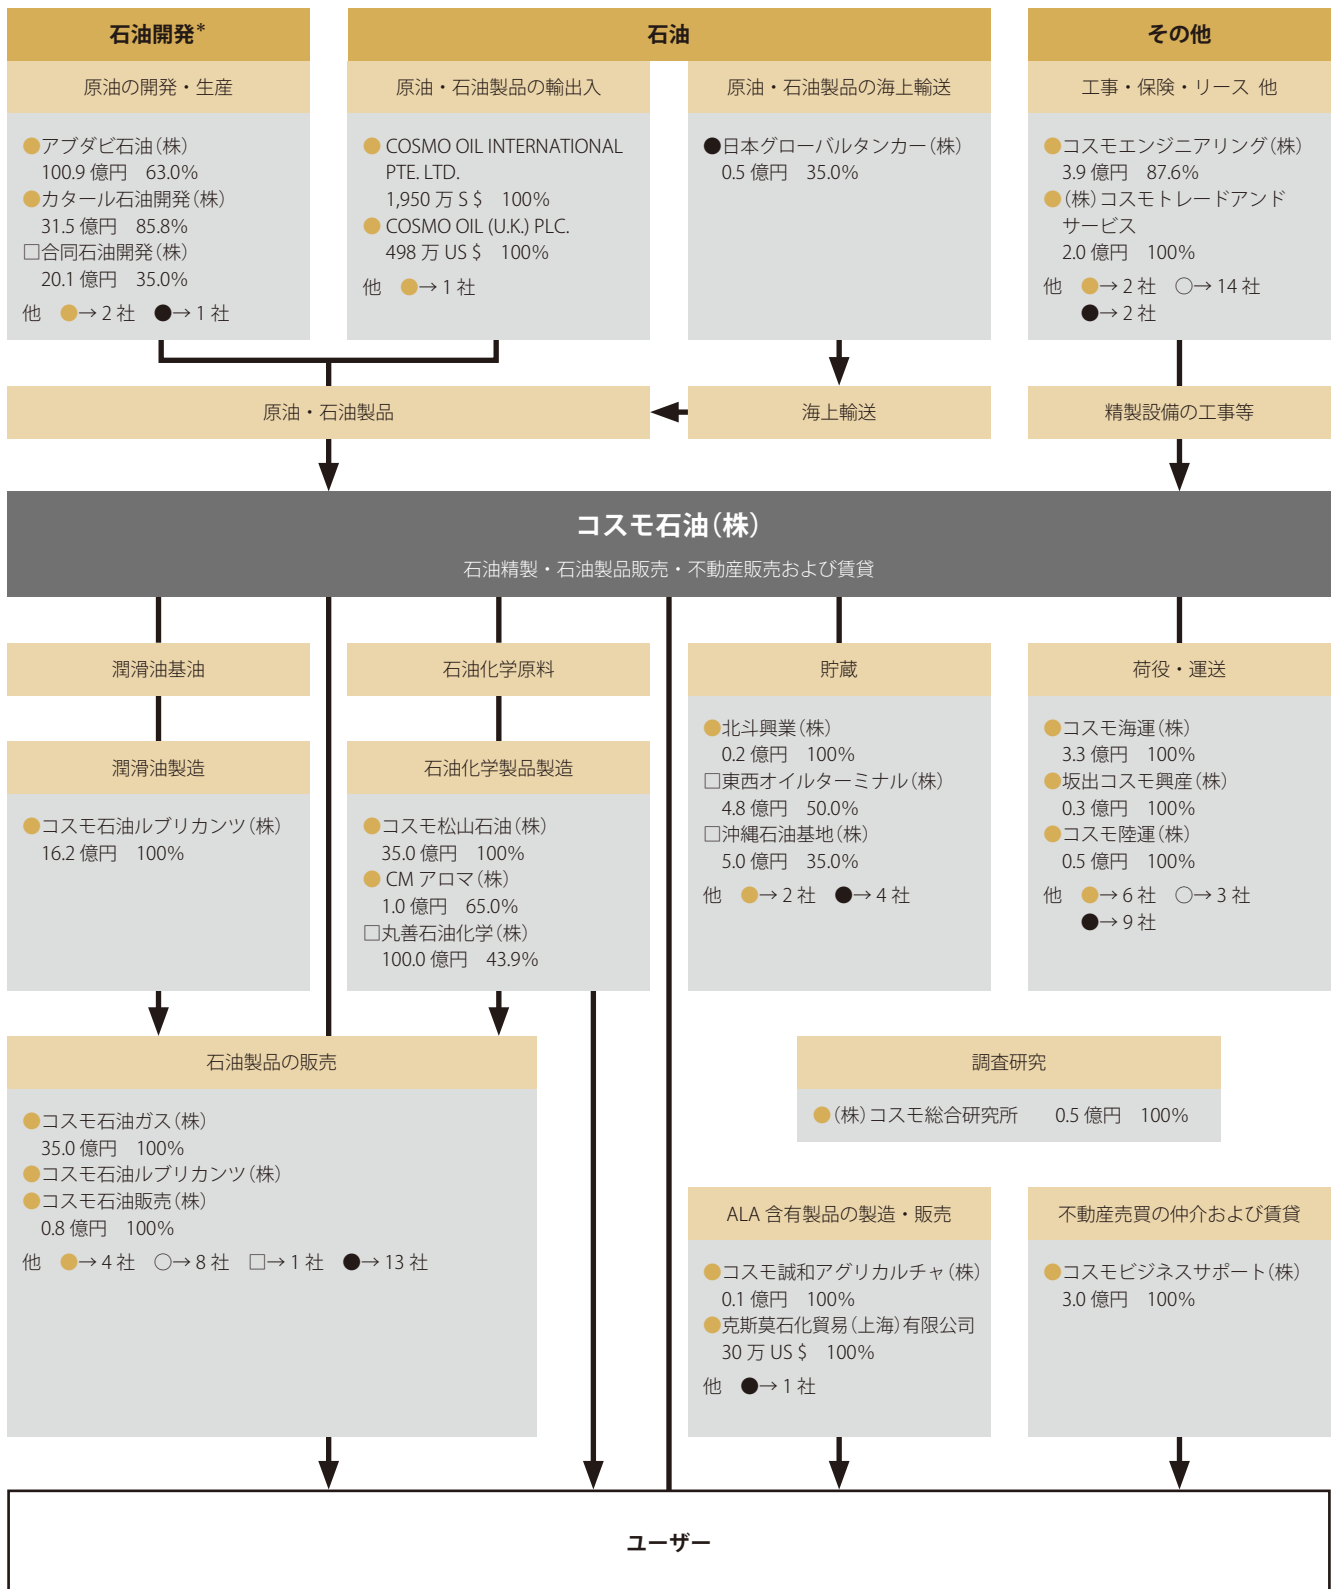 石油開発*
原油の開発・生産
●アブダビ石油(株)
100.9 億円 63.0%
●カタール石油開発(株)
31.5 億円 85.8%
□合同石油開発(株)
20.1 億円 35.0%
他 ●→ 2 社 ●→ 1 社
石油
原油・石油製品の輸出入
● COSMO OIL INTERNATIONAL
PTE. LTD.
1,950 万 S $ 100%
● COSMO OIL (U.K.) PLC.
498 万 US $ 100%
他 ●→ 1 社
原油・石油製品の海上輸送
●日本グローバルタンカー(株)
0.5 億円 35.0%
その他
工事・保険・リース 他
●コスモエンジニアリング(株)
3.9 億円 87.6%
●(株)コスモトレードアンド
サービス
2.0 億円 100%
他 ●→ 2 社 ○→ 14 社
●→ 2 社
原油・石油製品
海上輸送
精製設備の工事等
コスモ石油(株)
石油精製・石油製品販売・不動産販売および賃貸
潤滑油基油
潤滑油製造
●コスモ石油ルブリカンツ(株)
16.2 億円 100%
石油化学原料
石油化学製品製造
●コスモ松山石油(株)
35.0 億円 100%
● CM アロマ(株)
1.0 億円 65.0%
□丸善石油化学(株)
100.0 億円 43.9%
貯蔵
●北斗興業(株)
0.2 億円 100%
□東西オイルターミナル(株)
4.8 億円 50.0%
□沖縄石油基地(株)
5.0 億円 35.0%
他 ●→ 2 社 ●→ 4 社
荷役・運送
●コスモ海運(株)
3.3 億円 100%
●坂出コスモ興産(株)
0.3 億円 100%
●コスモ陸運(株)
0.5 億円 100%
他 ●→ 6 社 ○→ 3 社
●→ 9 社
石油製品の販売
●コスモ石油ガス(株)
35.0 億円 100%
●コスモ石油ルブリカンツ(株)
●コスモ石油販売(株)
0.8 億円 100%
他 ●→ 4 社 ○→ 8 社 □→ 1 社 ●→ 13 社
調査研究
●(株)コスモ総合研究所 0.5 億円 100%
ALA 含有製品の製造・販売
●コスモ誠和アグリカルチャ(株)
0.1 億円 100%
●克斯莫石化貿易(上海)有限公司
30 万 US $ 100%
他 ●→ 1 社
不動産売買の仲介および賃貸
●コスモビジネスサポート(株)
3.0 億円 100%
ユーザー